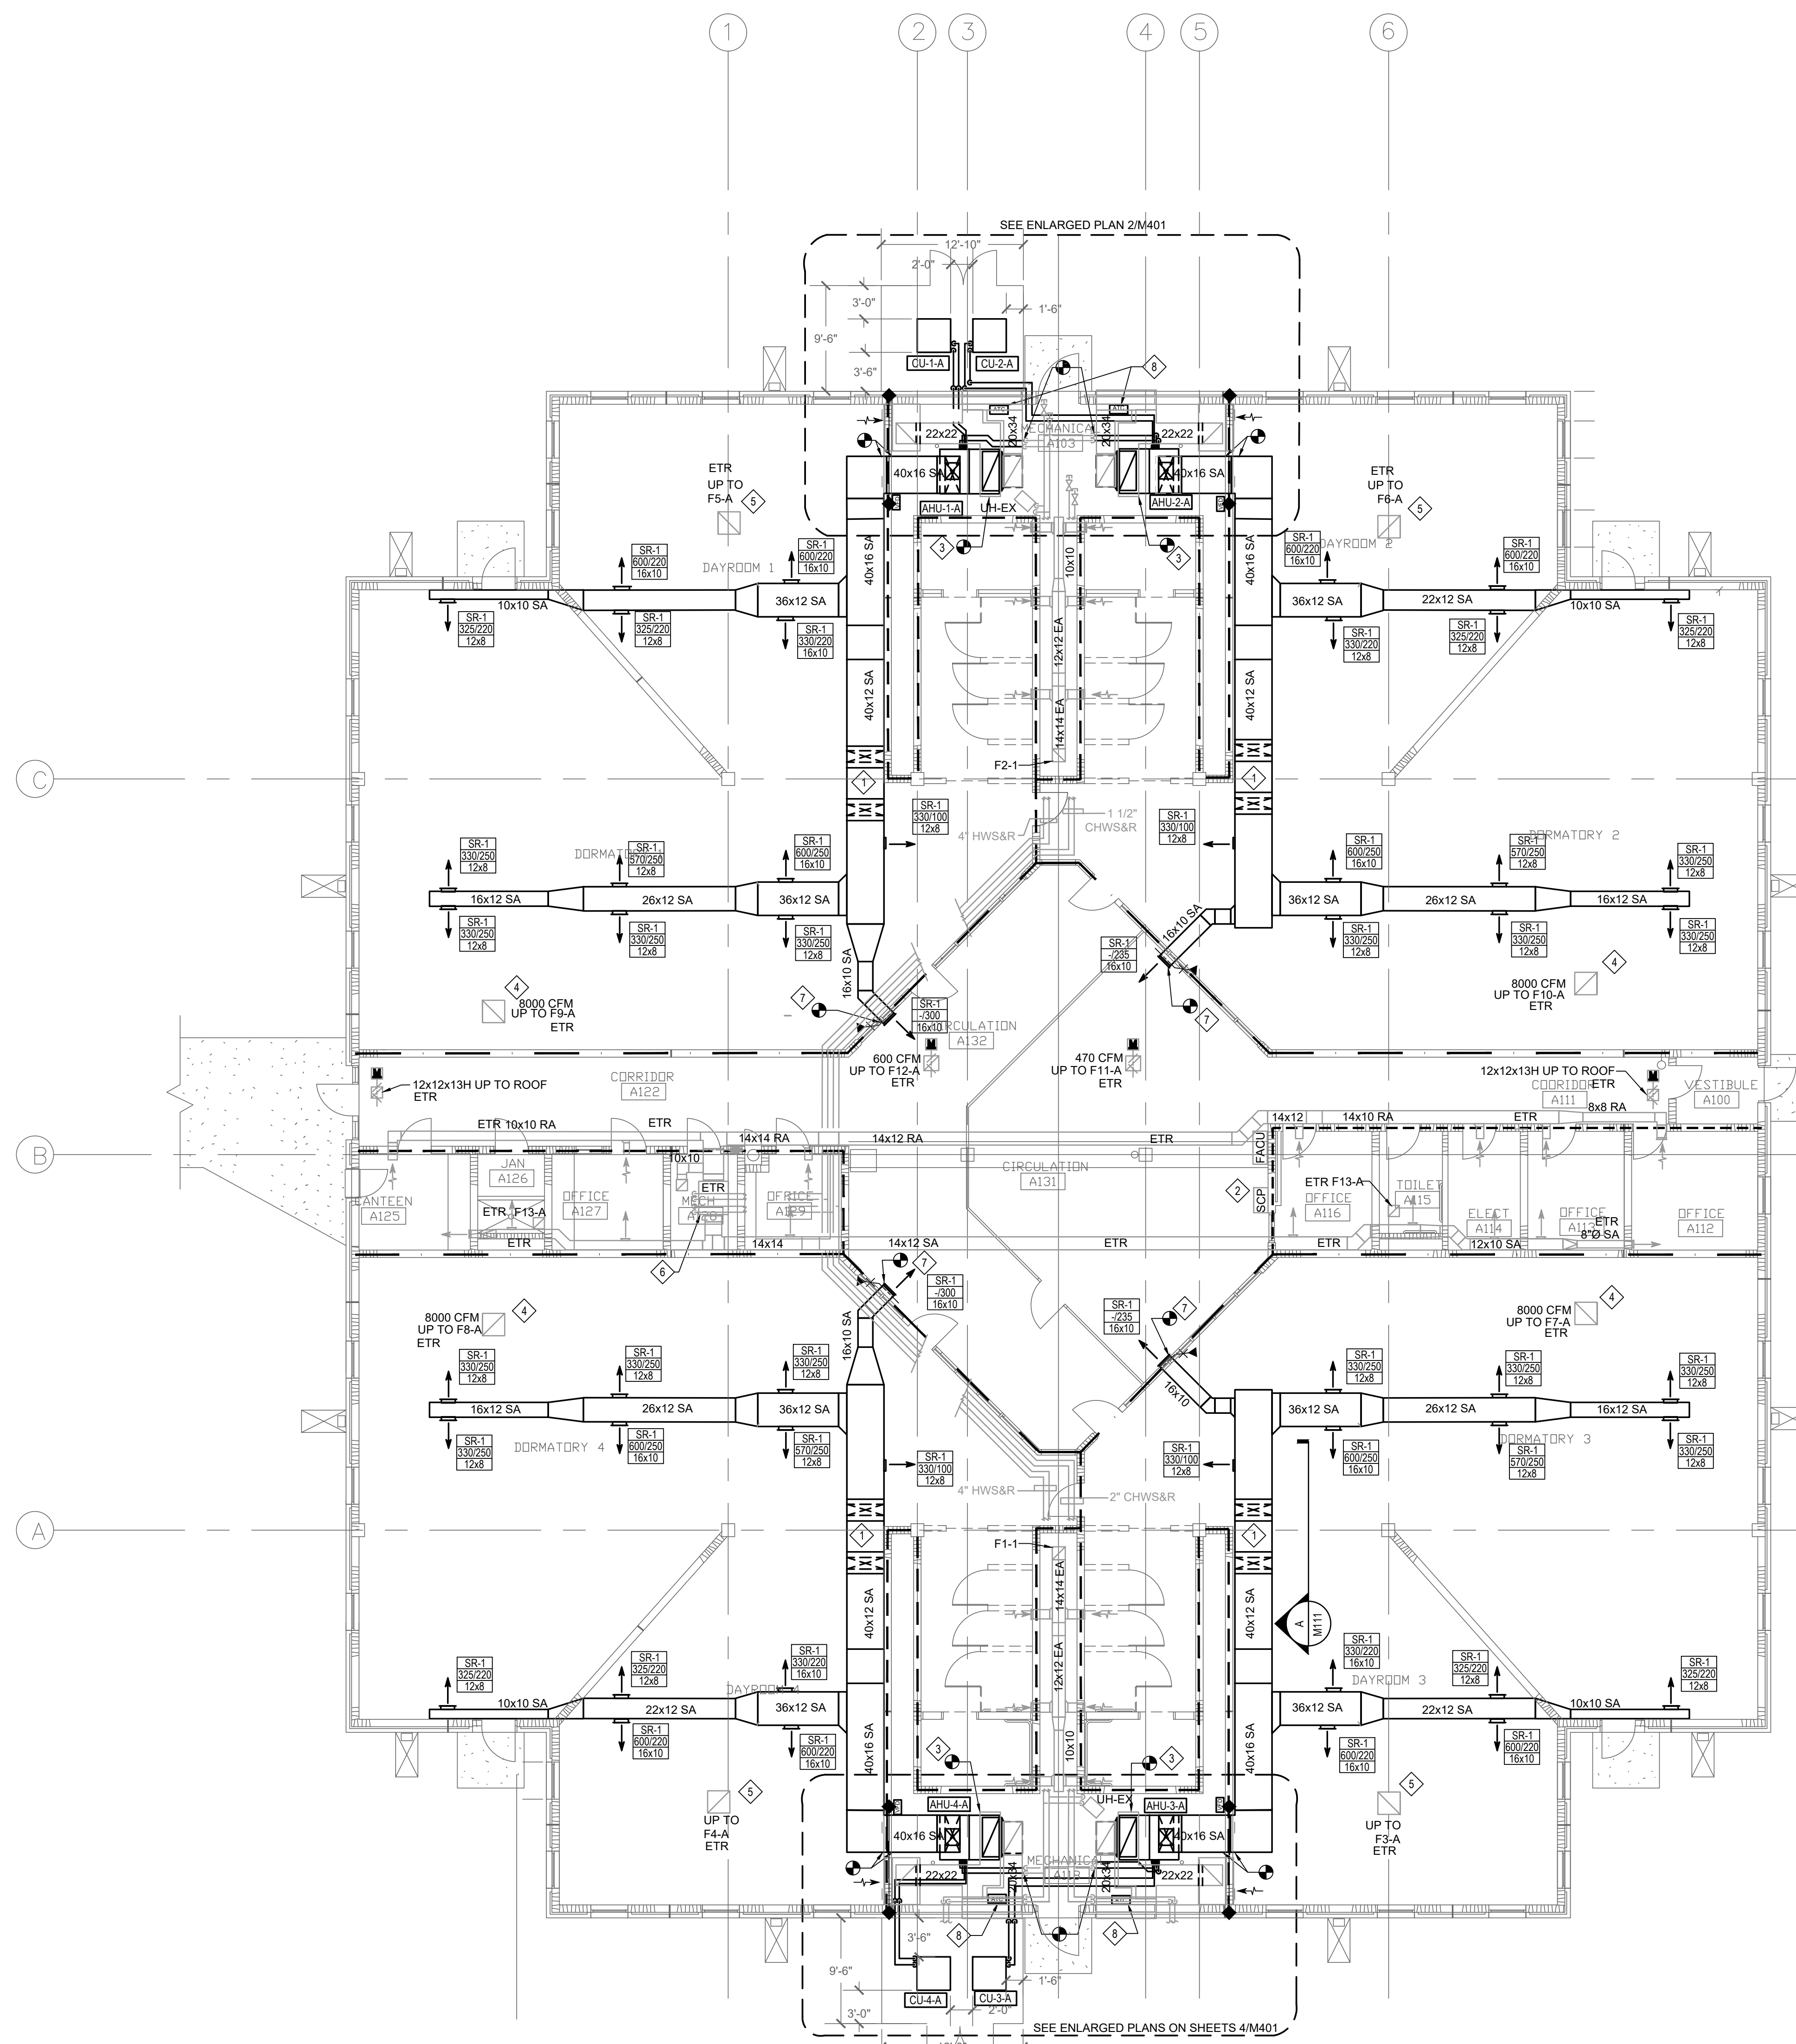 1
2
3
4
5
6
SEE ENLARGED PLAN 2/M401
12'-10"
2'-0"
3'-0"
1'-6"
9'-6"
3'-6"
CU-1-A
CU-2-A
8
ATC
ATC
22x22
20x34
MECHANICAL
A103
20x34
22x22
40x16 SA
40x16 SA
AHU-1-A
UH-EX
AHU-2-A
3
3
ETR
UP TO
F5-A
5
ETR
UP TO
F6-A
5
SR-1
600/220
16x10
SR-1
600/220
16x10
DAYROOM 1
40x16 SA
10x10
40x16 SA
SR-1
600/220
16x10
DAYROOM 2
SR-1
600/220
16x10
10x10 SA
36x12 SA
36x12 SA
22x12 SA
10x10 SA
SR-1
325/220
12x8
SR-1
325/220
12x8
SR-1
330/220
16x10
12x12 EA
SR-1
330/220
12x8
SR-1
325/220
12x8
SR-1
325/220
12x8
40x12 SA
14x14 EA
40x12 SA
F2-1
C
1
1
SR-1
330/100
12x8
1 1/2"
CHWS&R
4" HWS&R
SR-1
330/100
12x8
SR-1
330/250
12x8
SR-1
570/250
12x8
SR-1
600/250
16x10
SR-1
600/250
16x10
SR-1
570/250
12x8
DORMATORY 2
SR-1
330/250
12x8
16x12 SA
26x12 SA
36x12 SA
36x12 SA
26x12 SA
16x12 SA
SR-1
330/250
12x8
SR-1
330/250
12x8
SR-1
330/250
12x8
16x10 SA
SR-1
-/235
16x10
SR-1
330/250
12x8
SR-1
330/250
12x8
SR-1
330/250
12x8
4
8000 CFM
UP TO F9-A
ETR
16x10 SA
7
SR-1
-/300
16x10
CIRCULATION
A132
7
4
8000 CFM
UP TO F10-A
ETR
600 CFM
UP TO F12-A
ETR
470 CFM
UP TO F11-A
ETR
12x12x13H UP TO ROOF
ETR
CORRIDOR
A122
12x12x13H UP TO ROOF
ETR
COORIDOR
A111
VESTIBULE
A100
8x8 RA
ETR 10x10 RA
ETR
14x14 RA
14x12 RA
ETR
14x12
14x10 RA
ETR
B
10x10
JAN
A126
ETR
ETR F13-A
OFFICE
A127
MECH
OFFICE
A129
CIRCULATION
A131
FACU
SCP
2
ETR F13-A
OFFICE
A116
TOILET
A115
ELECT
A114
OFFICE
A113
ETR
8"Ø SA
OFFICE
A112
A125
ETR
14x14
14x12 SA
ETR
ETR
12x10 SA
6
7
SR-1
-/300
16x10
SR-1
-/235
16x10
7
4
8000 CFM
UP TO F8-A
ETR
4
8000 CFM
UP TO F7-A
ETR
16x10 SA
16x10
SR-1
330/250
12x8
SR-1
330/250
12x8
SR-1
330/250
12x8
SR-1
330/250
12x8
SR-1
330/250
12x8
SR-1
330/250
12x8
16x12 SA
26x12 SA
36x12 SA
36x12 SA
26x12 SA
16x12 SA
SR-1
330/250
12x8
DORMATORY 4
SR-1
600/250
16x10
SR-1
570/250
12x8
SR-1
330/100
12x8
SR-1
330/100
12x8
SR-1
600/250
16x10
DORMATORY 3
SR-1
570/250
12x8
SR-1
330/250
12x8
4" HWS&R
2" CHWS&R
A
1
1
F1-1
40x12 SA
14x14 EA
40x12 SA
A
M111
SR-1
325/220
12x8
SR-1
325/220
12x8
SR-1
330/220
16x10
12x12 EA
SR-1
330/220
16x10
DAYROOM 3
SR-1
325/220
12x8
SR-1
325/220
12x8
DAYROOM 4
10x10 SA
22x12 SA
36x12 SA
36x12 SA
22x12 SA
10x10 SA
SR-1
600/220
16x10
SR-1
600/220
16x10
40x16 SA
10x10
40x16 SA
SR-1
600/220
16x10
SR-1
600/220
16x10
3
3
5
UP TO
F4-A
ETR
5
UP TO
F3-A
ETR
AHU-4-A
UH-EX
AHU-3-A
40x16 SA
40x16 SA
22x22
20x34
MECHANICAL
20x34
22x22
8
8
3'-6"
9'-6"
1'-6"
CU-4-A
CU-3-A
2'-0"
3'-0"
SEE ENLARGED PLANS ON SHEETS 4/M401